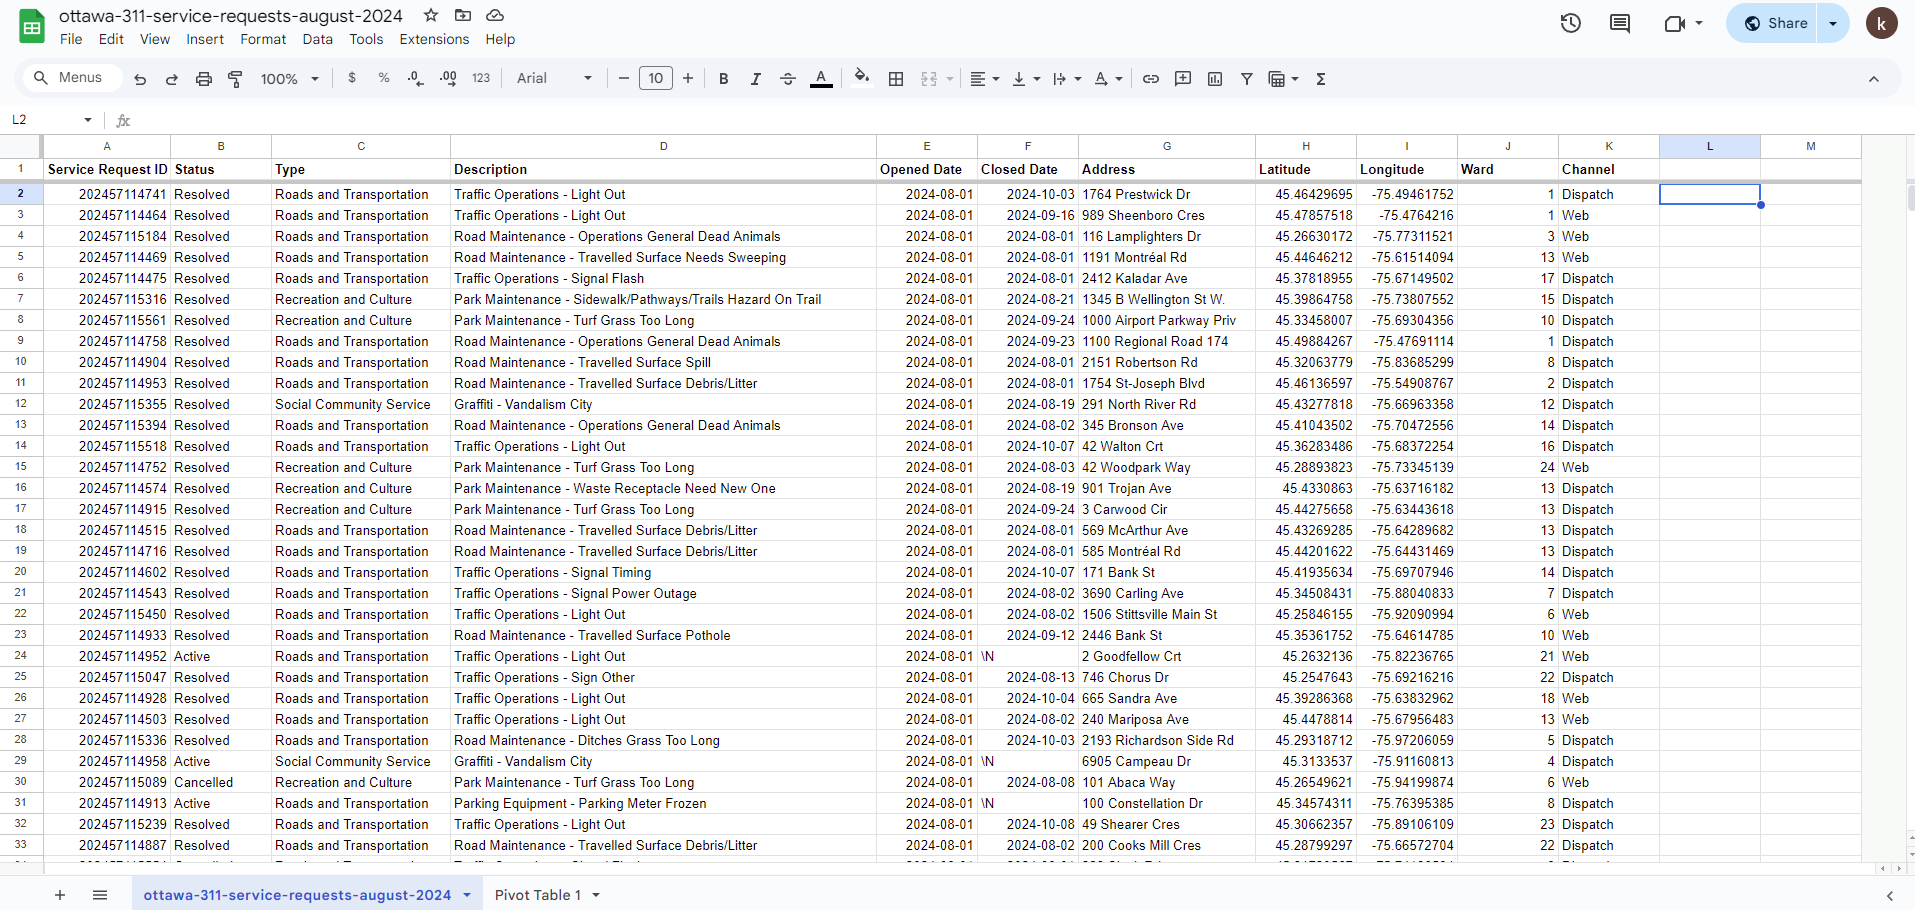 ottawa-311-service-requests-august-2024
File Edit View Insert Format Data Tools Extensions Help
Share
k
Menus 100% $ % .0 .00 123 Arial 10 B I A
L2
A B C D E F G H I J K L M
1 Service Request ID Status Type Description Opened Date Closed Date Address Latitude Longitude Ward Channel
2 202457114741 Resolved Roads and Transportation Traffic Operations - Light Out 2024-08-01 2024-10-03 1764 Prestwick Dr 45.46429695 -75.49461752 1 Dispatch
3 202457114464 Resolved Roads and Transportation Traffic Operations - Light Out 2024-08-01 2024-09-16 989 Sheenboro Cres 45.47857518 -75.4764216 1 Web
4 202457115184 Resolved Roads and Transportation Road Maintenance - Operations General Dead Animals 2024-08-01 2024-08-01 116 Lamplighters Dr 45.26630172 -75.77311521 3 Web
5 202457114469 Resolved Roads and Transportation Road Maintenance - Travelled Surface Needs Sweeping 2024-08-01 2024-08-01 1191 Montréal Rd 45.44646212 -75.61514094 13 Web
6 202457114475 Resolved Roads and Transportation Traffic Operations - Signal Flash 2024-08-01 2024-08-01 2412 Kaladar Ave 45.37818955 -75.67149502 17 Dispatch
7 202457115316 Resolved Recreation and Culture Park Maintenance - Sidewalk/Pathways/Trails Hazard On Trail 2024-08-01 2024-08-21 1345 B Wellington St W. 45.39864758 -75.73807552 15 Dispatch
8 202457115561 Resolved Recreation and Culture Park Maintenance - Turf Grass Too Long 2024-08-01 2024-09-24 1000 Airport Parkway Priv 45.33458007 -75.69304356 10 Dispatch
9 202457114758 Resolved Roads and Transportation Road Maintenance - Operations General Dead Animals 2024-08-01 2024-09-23 1100 Regional Road 174 45.49884267 -75.47691114 1 Dispatch
10 202457114904 Resolved Roads and Transportation Road Maintenance - Travelled Surface Spill 2024-08-01 2024-08-01 2151 Robertson Rd 45.32063779 -75.83685299 8 Dispatch
11 202457114953 Resolved Roads and Transportation Road Maintenance - Travelled Surface Debris/Litter 2024-08-01 2024-08-01 1754 St-Joseph Blvd 45.46136597 -75.54908767 2 Dispatch
12 202457115355 Resolved Social Community Service Graffiti - Vandalism City 2024-08-01 2024-08-19 291 North River Rd 45.43277818 -75.66963358 12 Dispatch
13 202457115394 Resolved Roads and Transportation Road Maintenance - Operations General Dead Animals 2024-08-01 2024-08-02 345 Bronson Ave 45.41043502 -75.70472556 14 Dispatch
14 202457115518 Resolved Roads and Transportation Traffic Operations - Light Out 2024-08-01 2024-10-07 42 Walton Crt 45.36283486 -75.68372254 16 Dispatch
15 202457114752 Resolved Recreation and Culture Park Maintenance - Turf Grass Too Long 2024-08-01 2024-08-03 42 Woodpark Way 45.28893823 -75.73345139 24 Web
16 202457114574 Resolved Recreation and Culture Park Maintenance - Waste Receptacle Need New One 2024-08-01 2024-08-19 901 Trojan Ave 45.4330863 -75.63716182 13 Dispatch
17 202457114915 Resolved Recreation and Culture Park Maintenance - Turf Grass Too Long 2024-08-01 2024-09-24 3 Carwood Cir 45.44275658 -75.63443618 13 Dispatch
18 202457114515 Resolved Roads and Transportation Road Maintenance - Travelled Surface Debris/Litter 2024-08-01 2024-08-01 569 McArthur Ave 45.43269285 -75.64289682 13 Dispatch
19 202457114716 Resolved Roads and Transportation Road Maintenance - Travelled Surface Debris/Litter 2024-08-01 2024-08-01 585 Montréal Rd 45.44201622 -75.64431469 13 Dispatch
20 202457114602 Resolved Roads and Transportation Traffic Operations - Signal Timing 2024-08-01 2024-10-07 171 Bank St 45.41935634 -75.69707946 14 Dispatch
21 202457114543 Resolved Roads and Transportation Traffic Operations - Signal Power Outage 2024-08-01 2024-08-02 3690 Carling Ave 45.34508431 -75.88040833 7 Dispatch
22 202457115450 Resolved Roads and Transportation Traffic Operations - Light Out 2024-08-01 2024-08-02 1506 Stittsville Main St 45.25846155 -75.92090994 6 Web
23 202457114933 Resolved Roads and Transportation Road Maintenance - Travelled Surface Pothole 2024-08-01 2024-09-12 2446 Bank St 45.35361752 -75.64614785 10 Web
24 202457114952 Active Roads and Transportation Traffic Operations - Light Out 2024-08-01 \N 2 Goodfellow Crt 45.2632136 -75.82236765 21 Web
25 202457115047 Resolved Roads and Transportation Traffic Operations - Sign Other 2024-08-01 2024-08-13 746 Chorus Dr 45.2547643 -75.69216216 22 Dispatch
26 202457114928 Resolved Roads and Transportation Traffic Operations - Light Out 2024-08-01 2024-10-04 665 Sandra Ave 45.39286368 -75.63832962 18 Web
27 202457114503 Resolved Roads and Transportation Traffic Operations - Light Out 2024-08-01 2024-08-02 240 Mariposa Ave 45.4478814 -75.67956483 13 Web
28 202457115336 Resolved Roads and Transportation Road Maintenance - Ditches Grass Too Long 2024-08-01 2024-10-03 2193 Richardson Side Rd 45.29318712 -75.97206059 5 Dispatch
29 202457114958 Active Social Community Service Graffiti - Vandalism City 2024-08-01 \N 6905 Campeau Dr 45.3133537 -75.91160813 4 Dispatch
30 202457115089 Cancelled Recreation and Culture Park Maintenance - Turf Grass Too Long 2024-08-01 2024-08-08 101 Abaca Way 45.26549621 -75.94199874 6 Web
31 202457114913 Active Roads and Transportation Parking Equipment - Parking Meter Frozen 2024-08-01 \N 100 Constellation Dr 45.34574311 -75.76395385 8 Dispatch
32 202457115239 Resolved Roads and Transportation Traffic Operations - Light Out 2024-08-01 2024-10-08 49 Shearer Cres 45.30662357 -75.89106109 23 Dispatch
33 202457114887 Resolved Roads and Transportation Road Maintenance - Travelled Surface Debris/Litter 2024-08-01 2024-08-02 200 Cooks Mill Cres 45.28799297 -75.66572704 22 Dispatch
ottawa-311-service-requests-august-2024 Pivot Table 1